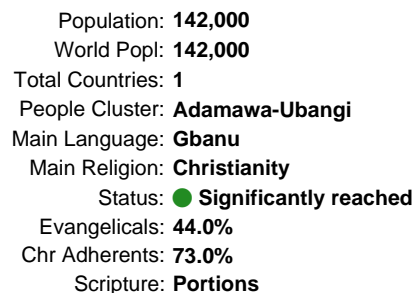 Population: 142,000
World Popl: 142,000
Total Countries: 1
People Cluster: Adamawa-Ubangi
Main Language: Gbanu
Main Religion: Christianity
Status: Significantly reached
Evangelicals: 44.0%
Chr Adherents: 73.0%
Scripture: Portions